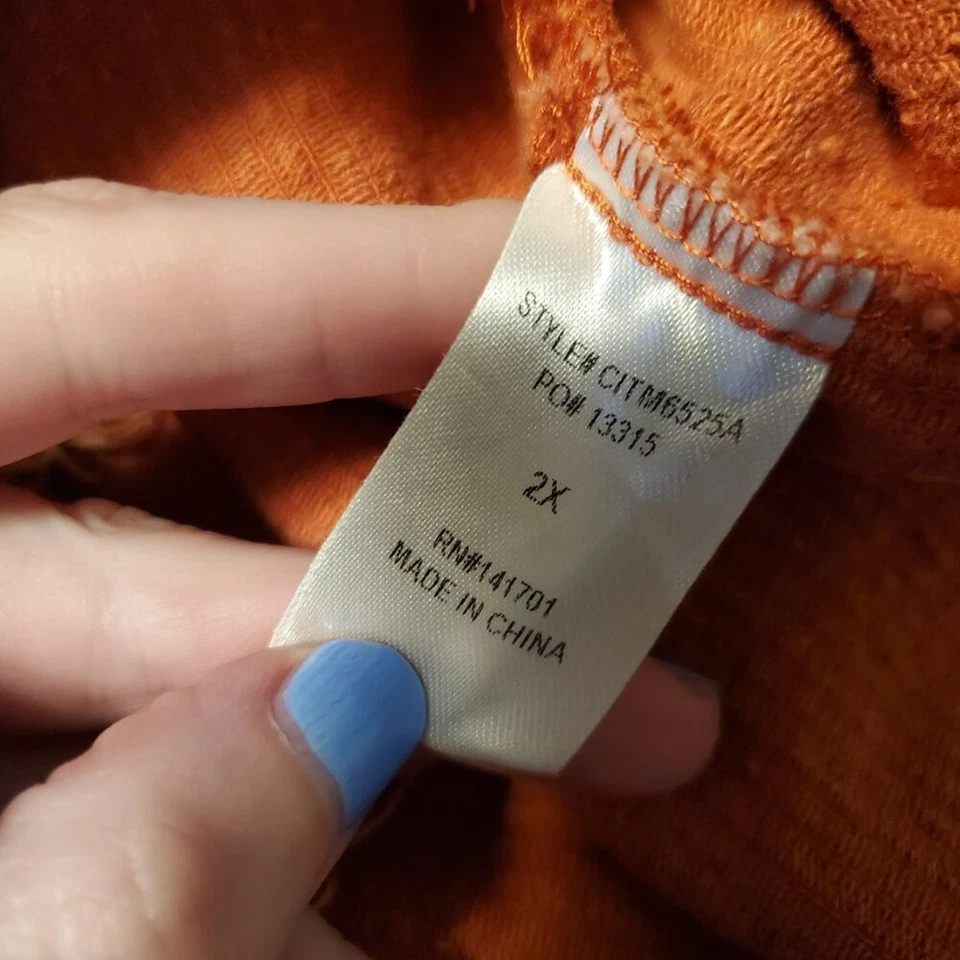 STYLE# CITM6525A
PO# 13315
2X
RN#141701
MADE IN CHINA